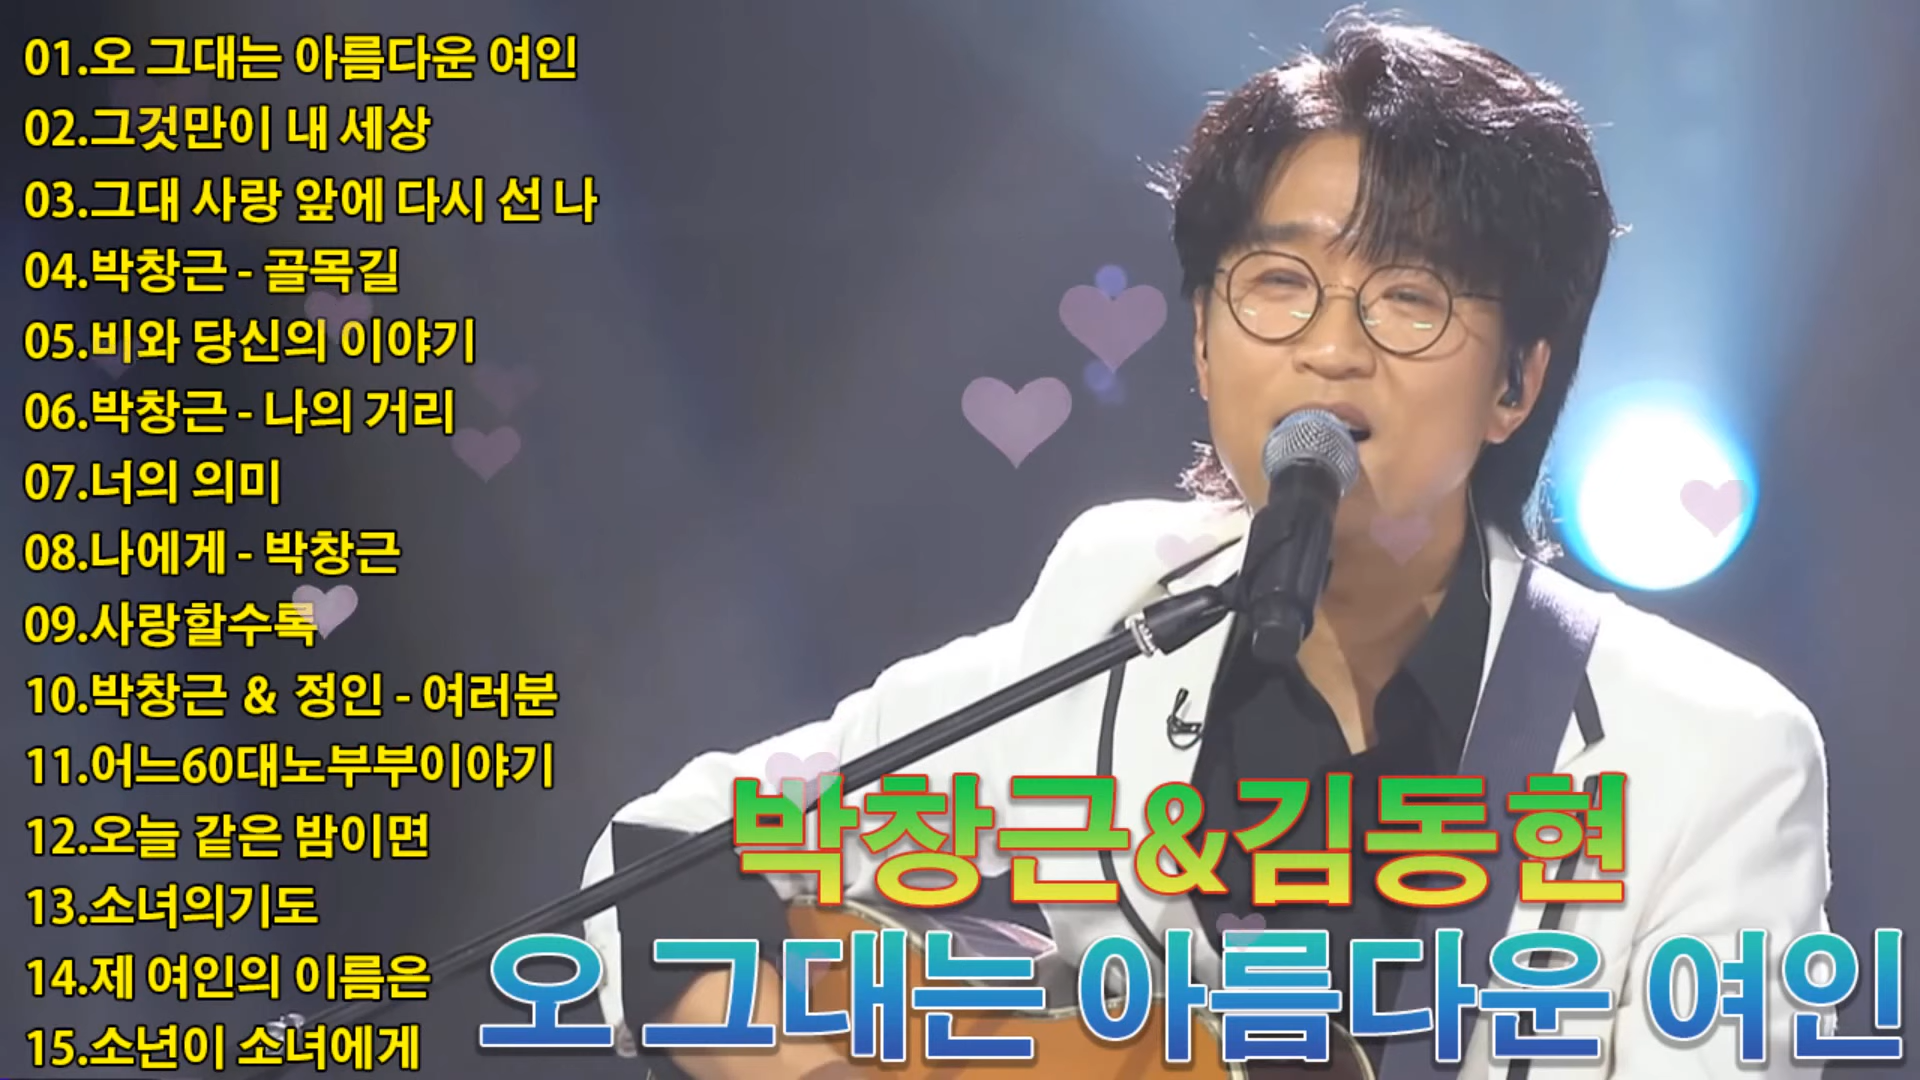 01.오 그대는 아름다운 여인
02.그것만이 내 세상
03.그대 사랑 앞에 다시 선 나
04.박창근 - 골목길
05.비와 당신의 이야기
06.박창근 - 나의 거리
07.너의 의미
08.나에게 - 박창근
09.사랑할수록
10.박창근 & 정인 - 여러분
11.어느60대노부부이야기
12.오늘 같은 밤이면
13.소녀의기도
14.제 여인의 이름은
15.소년이 소녀에게
박창근&김동현
오 그대는 아름다운 여인